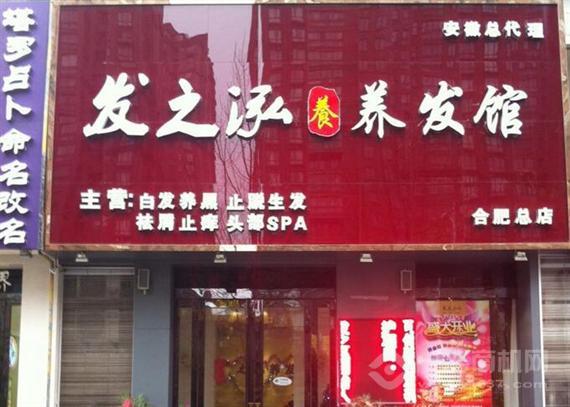 塔罗占卜命名改名
安徽总代理
发之泓 養 养发馆
主营:白发养黑 止脱生发
祛屑止痒 头部SPA
合肥总店
盛大开业